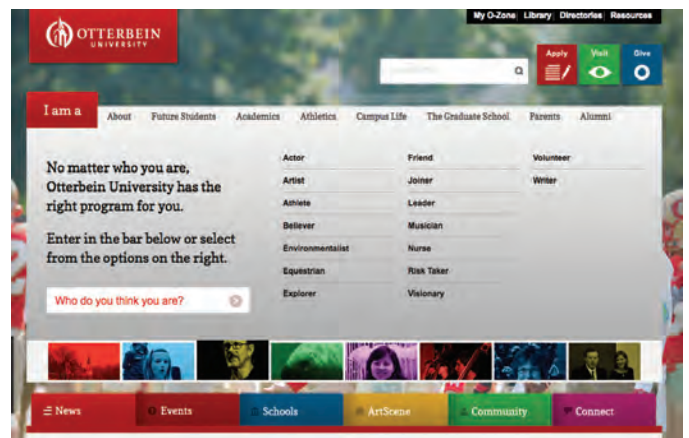 My O-Zone Library Directories Resources
OTTERBEIN
UNIVERSITY
Apply Visit Give
I am a About Future Students Academics Athletics Campus Life The Graduate School Parents Alumni
No matter who you are,
Otterbein University has the
right program for you.
Enter in the bar below or select
from the options on the right.
Who do you think you are?
Actor
Artist
Athlete
Believer
Environmentalist
Equestrian
Explorer
Friend
Joiner
Leader
Musician
Nurse
Risk Taker
Visionary
Volunteer
Writer
News Events Schools ArtScene Community Connect